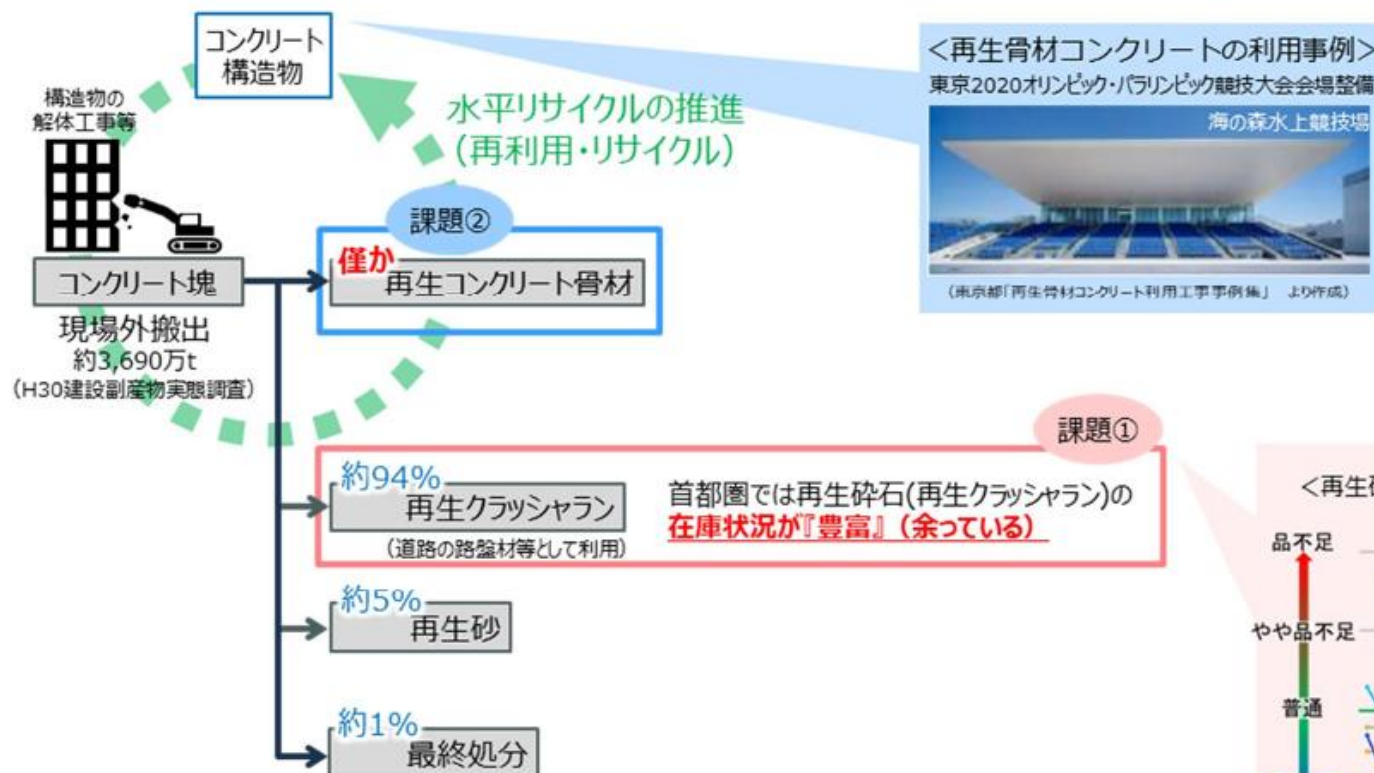 コンクリート
構造物
構造物の
解体工事等
コンクリート塊
現場外搬出
約3,690万t
(H30建設副産物実態調査)
水平リサイクルの推進
(再利用・リサイクル)
<再生骨材コンクリートの利用事例>
東京2020オリンピック・パラリンピック競技大会会場整備
海の森水上競技場
(東京都「再生骨材コンクリート利用工事事例集」 より作成)
課題②
僅か
再生コンクリート骨材
課題①
約94%
再生クラッシャラン
(道路の路盤材等として利用)
首都圏では再生砕石(再生クラッシャラン)の
在庫状況が『豊富』(余っている)
約5%
再生砂
約1%
最終処分
<再生
品不足
やや品不足
普通